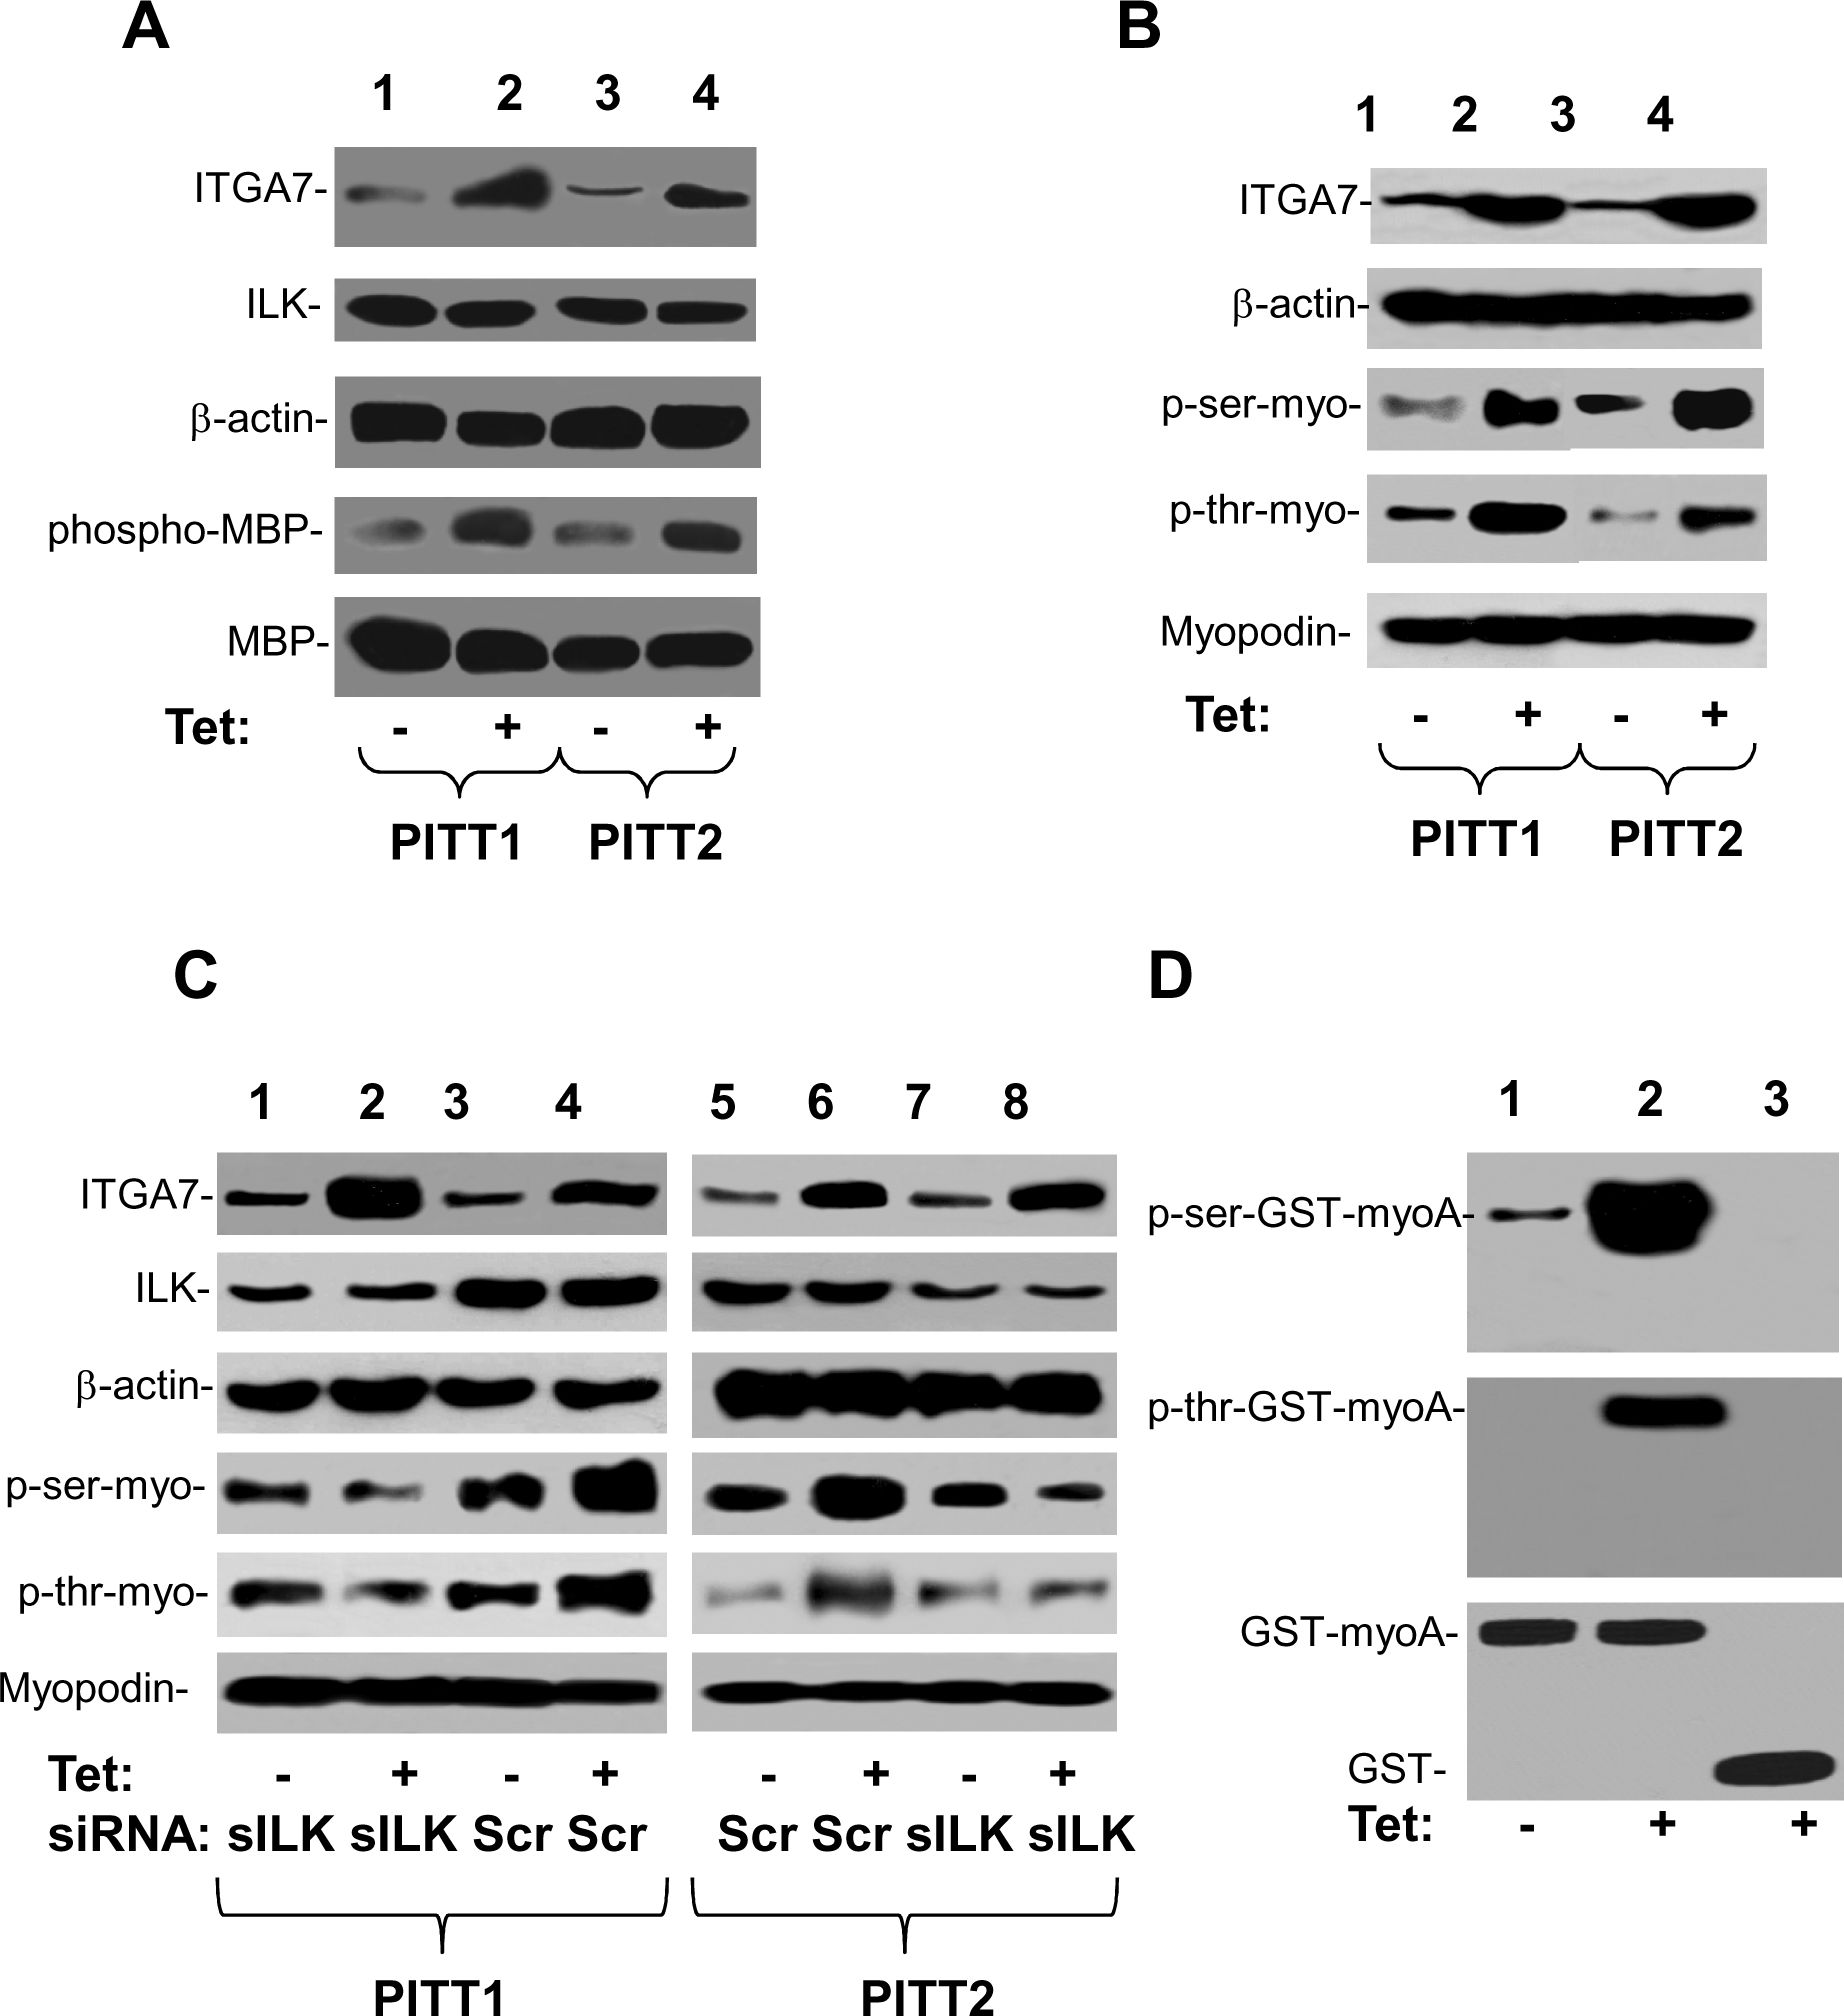 A
1 2 3 4
ITGA7-
ILK-
β-actin-
phospho-MBP-
MBP-
Tet: - + - +
PITT1 PITT2
B
1 2 3 4
ITGA7-
β-actin-
p-ser-myo-
p-thr-myo-
Myopodin-
Tet: - + - +
PITT1 PITT2
C
1 2 3 4 5 6 7 8
ITGA7-
ILK-
β-actin-
p-ser-myo-
p-thr-myo-
Myopodin-
Tet: - + - + - + - +
siRNA: sILK sILK Scr Scr Scr Scr sILK sILK
PITT1 PITT2
D
1 2 3
p-ser-GST-myoA-
p-thr-GST-myoA-
GST-myoA-
GST-
Tet: - + +